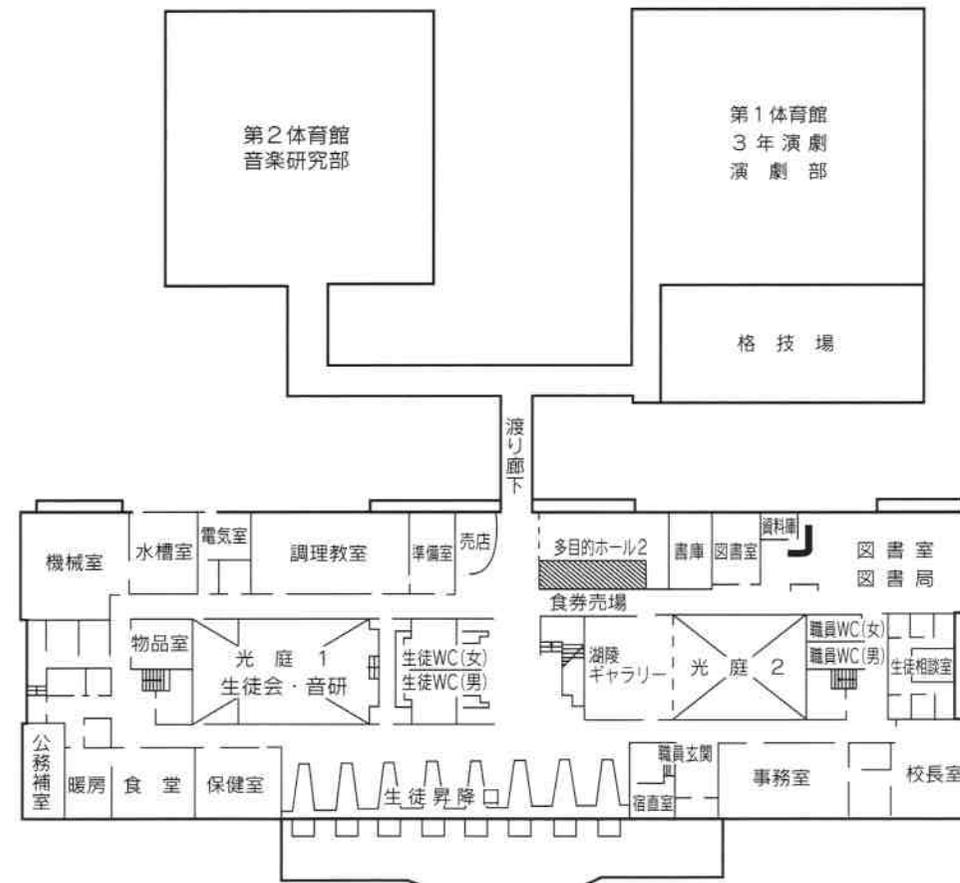 第2体育館
音楽研究部
第1体育館
3年演劇
演劇部
格技場
渡り廊下
機械室
水槽室
電気室
調理教室
準備室
売店
多目的ホール2
書庫
図書室
資料庫
図書室
図書局
食券売場
物品室
光庭1
生徒会・音研
生徒WC(女)
生徒WC(男)
湖陵
ギャラリー
光庭2
職員WC(女)
職員WC(男)
生徒相談室
公務補室
暖房
食堂
保健室
生徒昇降口
職員玄関
宿直室
事務室
校長室